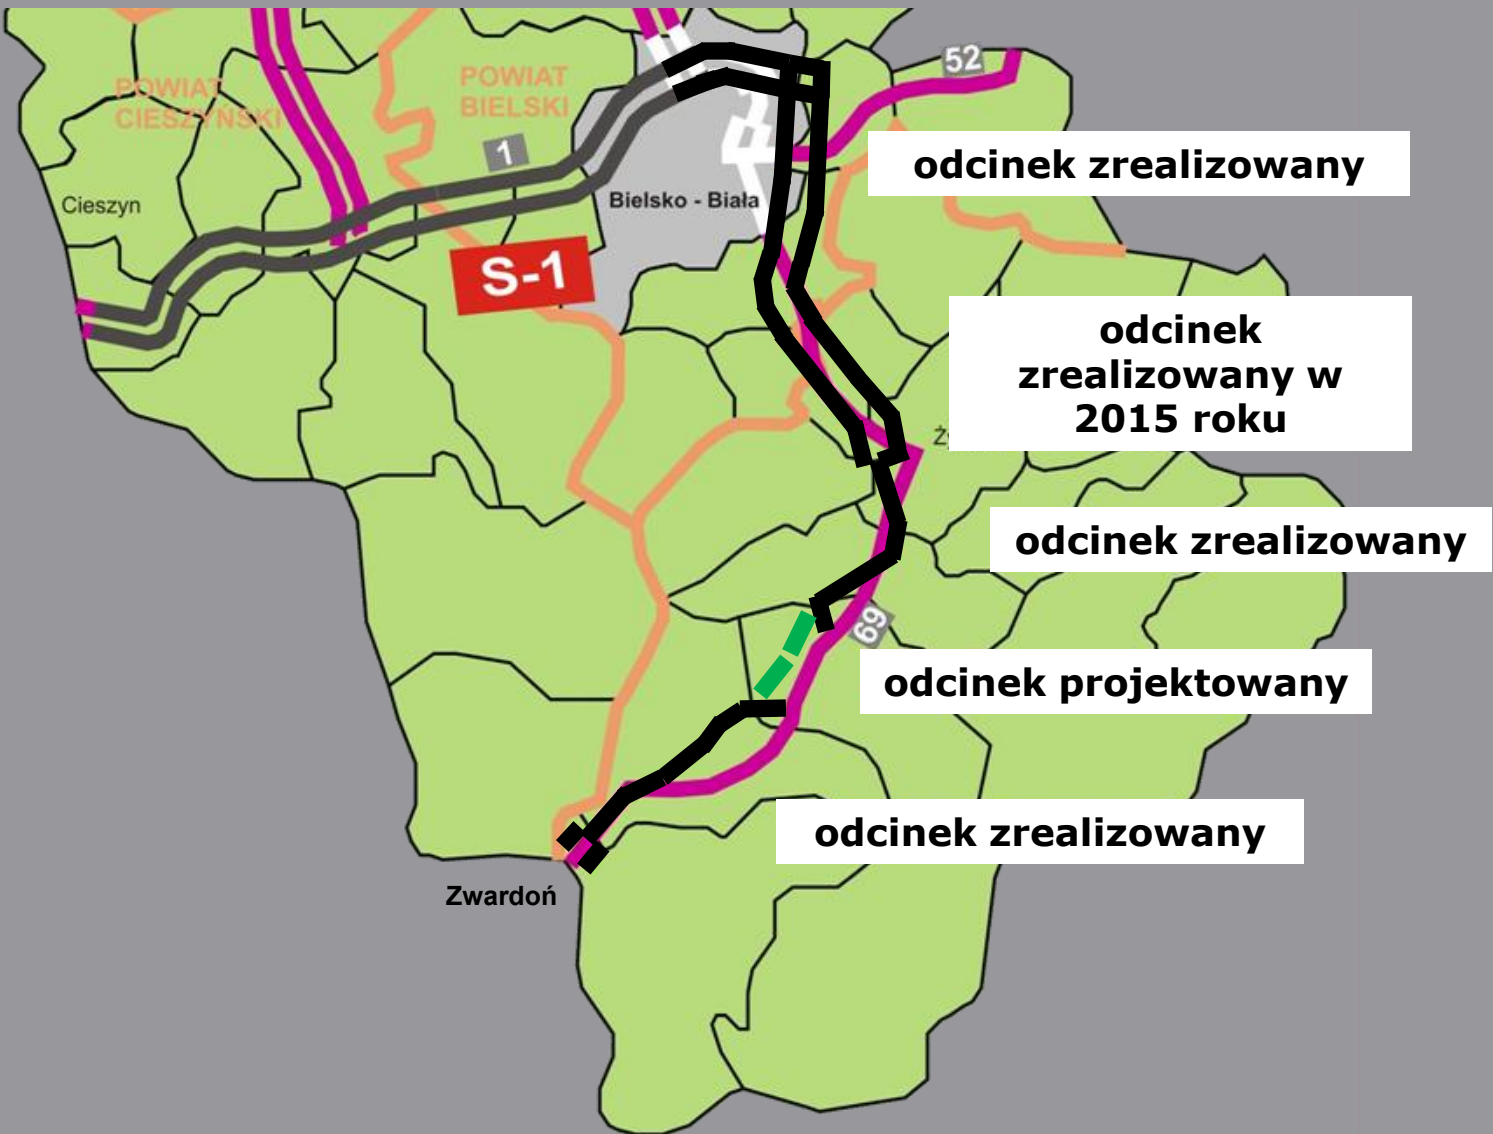 52
POWIAT
CIESZYŃSKI
POWIAT
BIELSKI
1
odcinek zrealizowany
Cieszyn
Bielsko - Biała
S-1
odcinek
zrealizowany w
2015 roku
Ży
odcinek zrealizowany
69
odcinek projektowany
odcinek zrealizowany
Zwardoń